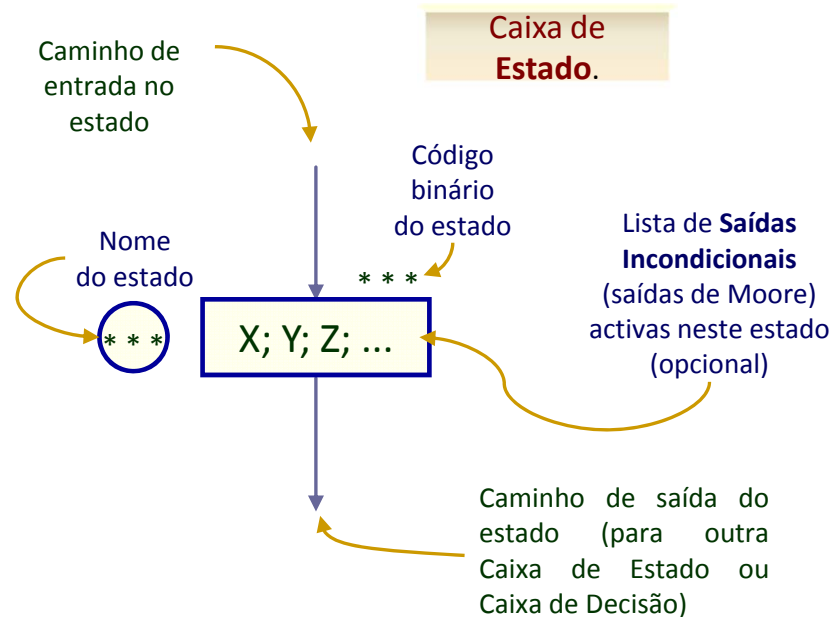 Caixa de
Estado.
Caminho de
entrada no
estado
Código
binário
do estado
Nome
do estado
Lista de Saídas
Incondicionais
(saídas de Moore)
activas neste estado
(opcional)
* * *
* * *
X; Y; Z; ...
Caminho de saída do
estado (para outra
Caixa de Estado ou
Caixa de Decisão)